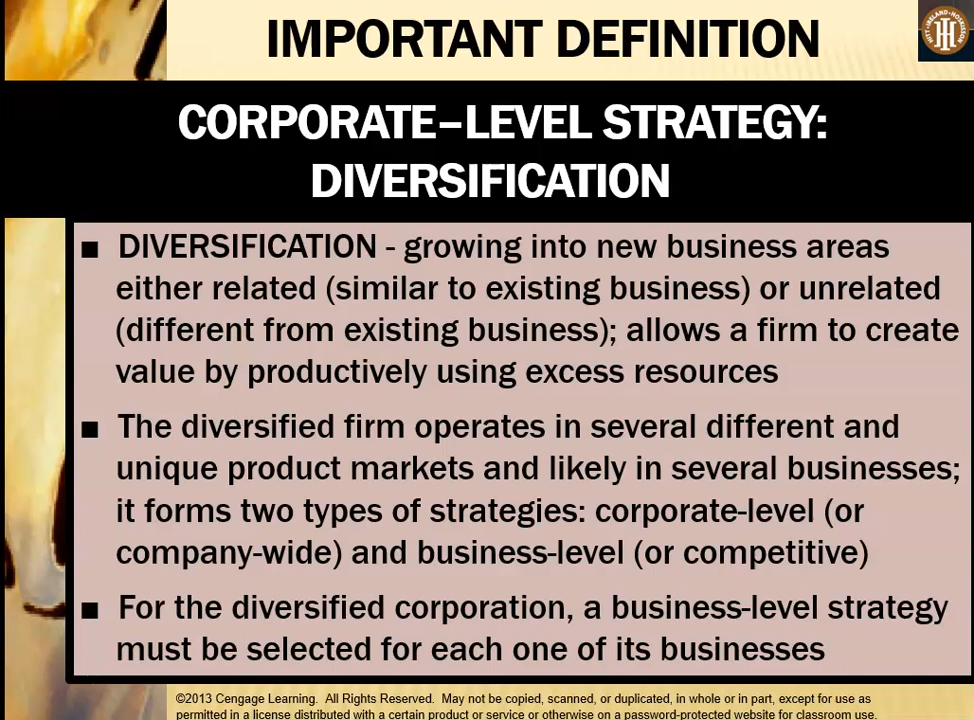 IMPORTANT DEFINITION
HITT•IRELAND•HOSKISSON
CORPORATE–LEVEL STRATEGY:
DIVERSIFICATION
■ DIVERSIFICATION - growing into new business areas
either related (similar to existing business) or unrelated
(different from existing business); allows a firm to create
value by productively using excess resources
■ The diversified firm operates in several different and
unique product markets and likely in several businesses;
it forms two types of strategies: corporate-level (or
company-wide) and business-level (or competitive)
■ For the diversified corporation, a business-level strategy
must be selected for each one of its businesses
©2013 Cengage Learning. All Rights Reserved. May not be copied, scanned, or duplicated, in whole or in part, except for use as
permitted in a license distributed with a certain product or service or otherwise on a password-protected website for classroom use.